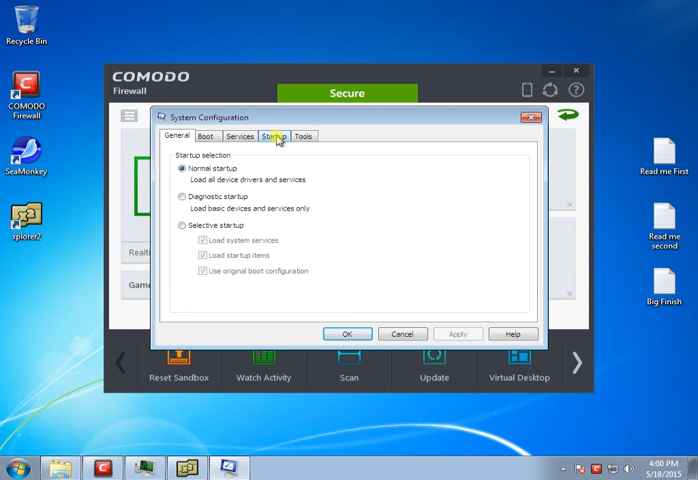 Recycle Bin
COMODO
Firewall
SeaMonkey
xplorer2
COMODO
Firewall
Secure
System Configuration
General
Boot
Services
Startup
Tools
Startup selection
Normal startup
Load all device drivers and services
Diagnostic startup
Load basic devices and services only
Selective startup
Load system services
Load startup items
Use original boot configuration
OK
Cancel
Apply
Help
Realti
Game
Reset Sandbox
Watch Activity
Scan
Update
Virtual Desktop
Read me First
Read me
second
Big Finish
4:00 PM
5/18/2015